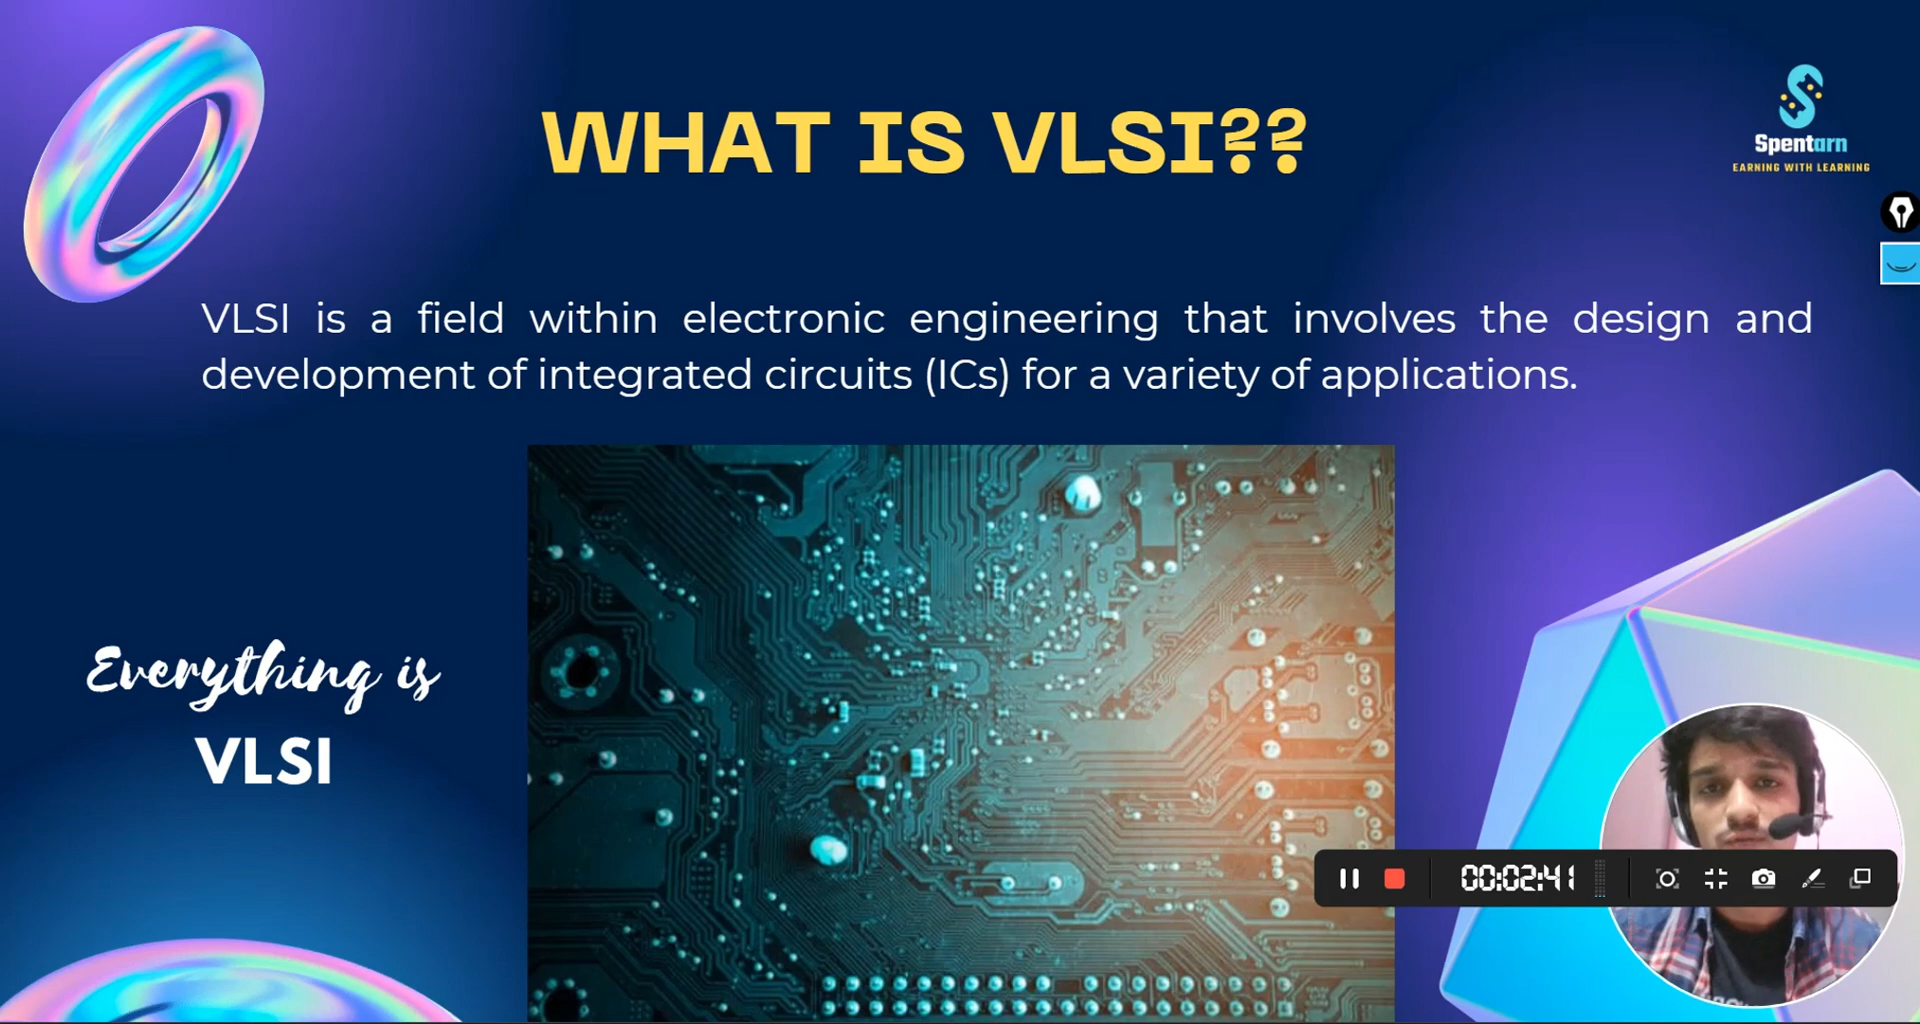 WHAT IS VLSI??
Spentarn
EARNING WITH LEARNING
VLSI is a field within electronic engineering that involves the design and
development of integrated circuits (ICs) for a variety of applications.
Everything is
VLSI
00:02:41